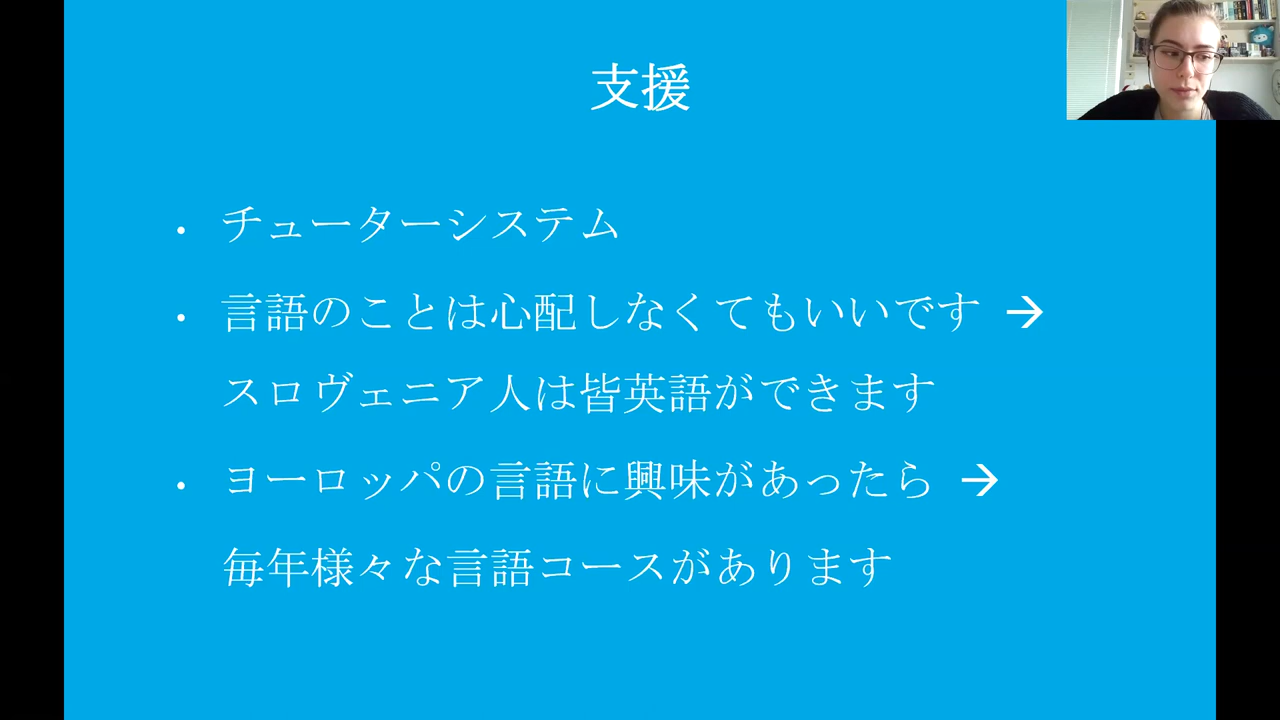 支援
• チューターシステム
• 言語のことは心配しなくてもいいです →
スロヴェニア人は皆英語ができます
• ヨーロッパの言語に興味があったら →
毎年様々な言語コースがあります